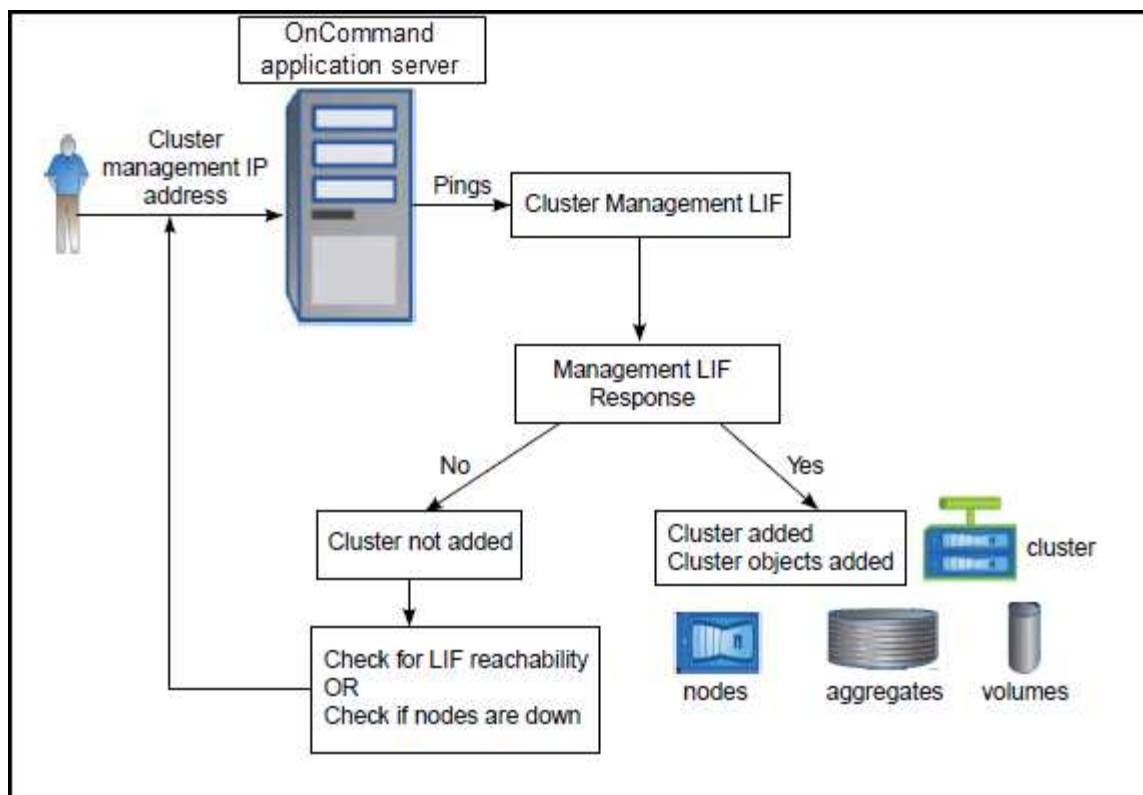 OnCommand
application server
Cluster
management IP
address
Pings
Cluster Management LIF
Management LIF
Response
No
Yes
Cluster not added
Cluster added
Cluster objects added
cluster
Check for LIF reachability
OR
Check if nodes are down
nodes
aggregates
volumes